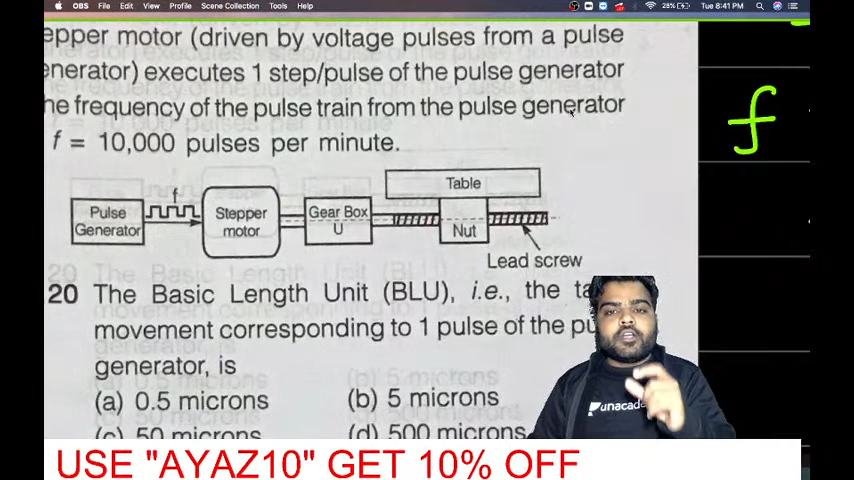 OBS File Edit View Profile Scene Collection Tools Help
28% Tue 8:41 PM
epper motor (driven by voltage pulses from a pulse
enerator) executes 1 step/pulse of the pulse generator
he frequency of the pulse train from the pulse generator
f = 10,000 pulses per minute.
f
Table
f
Pulse
Generator
Stepper
motor
Gear Box
U
Nut
Lead screw
20 The Basic Length Unit (BLU), i.e., the ta
movement corresponding to 1 pulse of the pu
generator, is
(a) 0.5 microns
(b) 5 microns
(c) 50 microns
(d) 500 microns
unacade
USE "AYAZ10" GET 10% OFF